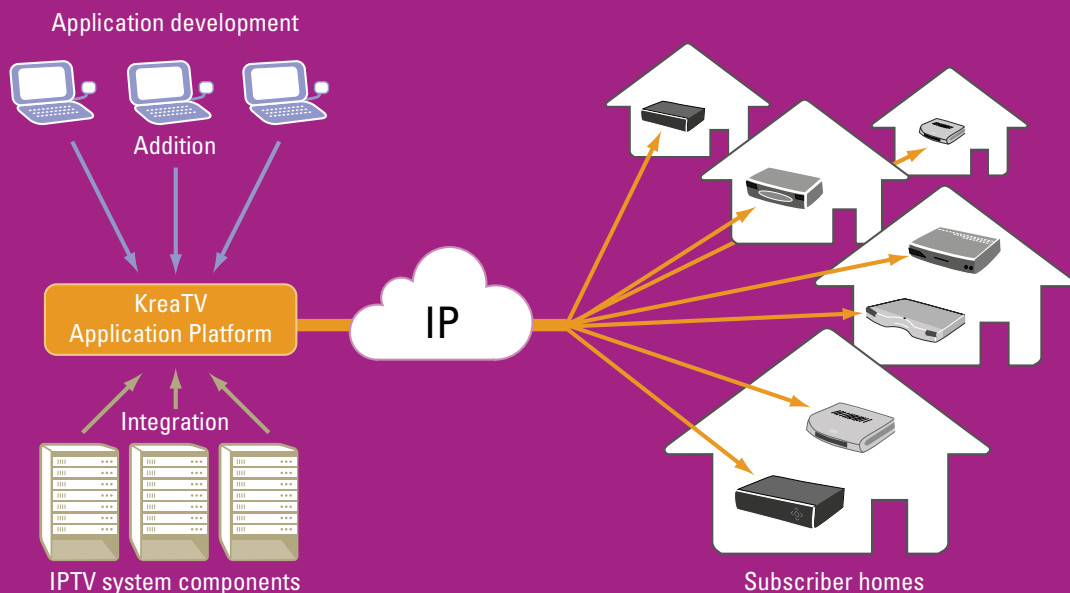 Application development
Addition
KreaTV
Application Platform
IP
Integration
IPTV system components
Subscriber homes